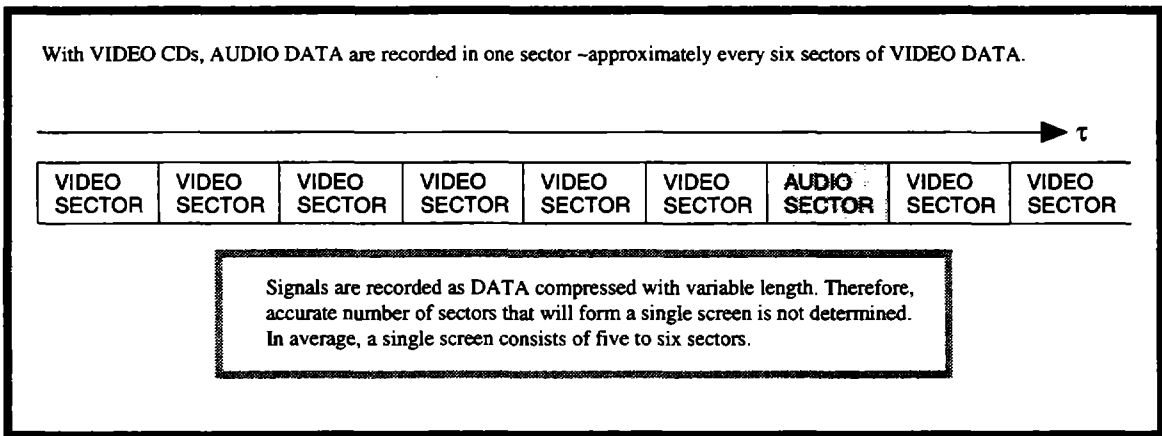 With VIDEO CDs, AUDIO DATA are recorded in one sector ~approximately every six sectors of VIDEO DATA.
τ
VIDEO SECTOR VIDEO SECTOR VIDEO SECTOR VIDEO SECTOR VIDEO SECTOR VIDEO SECTOR AUDIO SECTOR VIDEO SECTOR VIDEO SECTOR
Signals are recorded as DATA compressed with variable length. Therefore,
accurate number of sectors that will form a single screen is not determined.
In average, a single screen consists of five to six sectors.